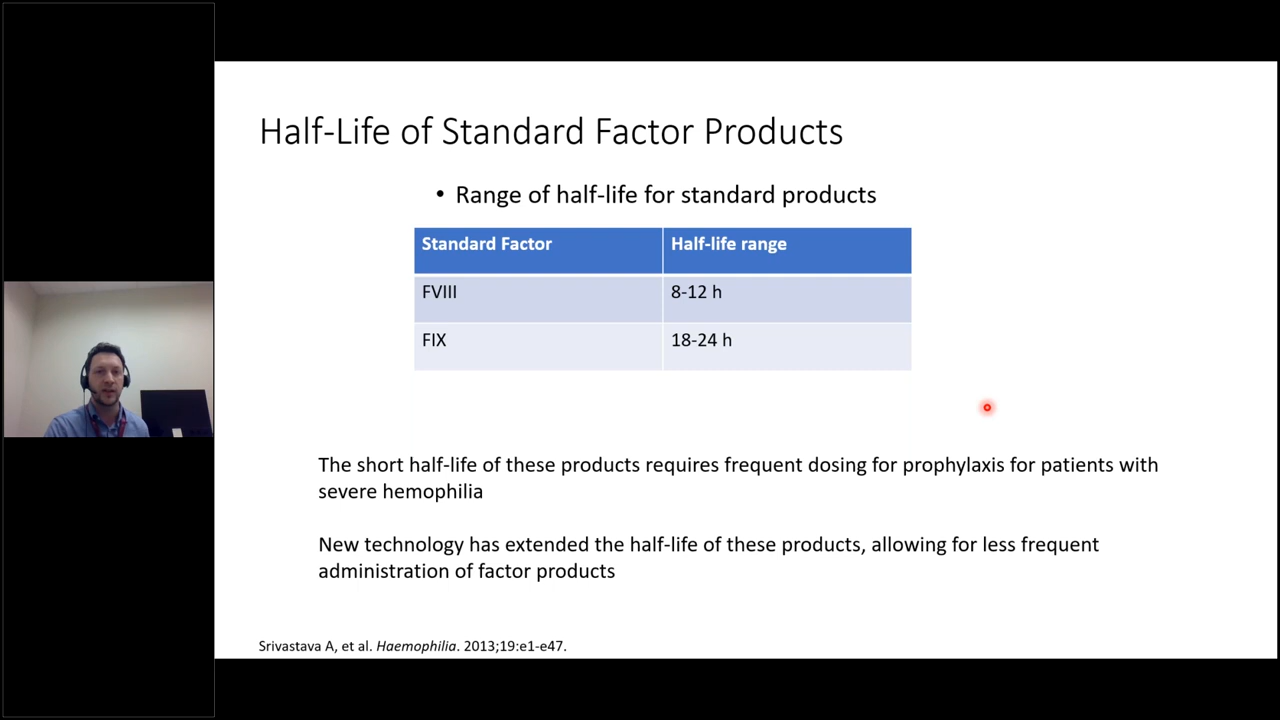 Half-Life of Standard Factor Products
• Range of half-life for standard products
Standard Factor
Half-life range
FVIII
8-12 h
FIX
18-24 h
The short half-life of these products requires frequent dosing for prophylaxis for patients with
severe hemophilia
New technology has extended the half-life of these products, allowing for less frequent
administration of factor products
Srivastava A, et al. Haemophilia. 2013;19:e1-e47.